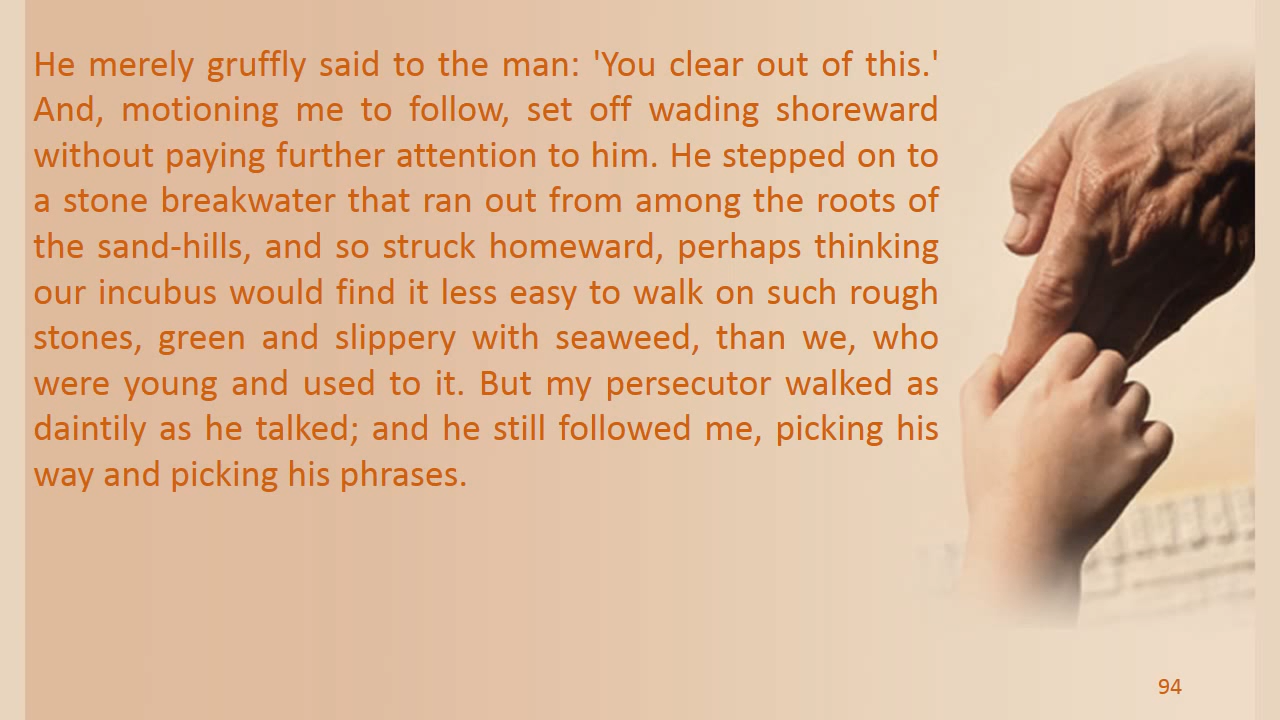 He merely gruffly said to the man: 'You clear out of this.'
And, motioning me to follow, set off wading shoreward
without paying further attention to him. He stepped on to
a stone breakwater that ran out from among the roots of
the sand-hills, and so struck homeward, perhaps thinking
our incubus would find it less easy to walk on such rough
stones, green and slippery with seaweed, than we, who
were young and used to it. But my persecutor walked as
daintily as he talked; and he still followed me, picking his
way and picking his phrases.
94